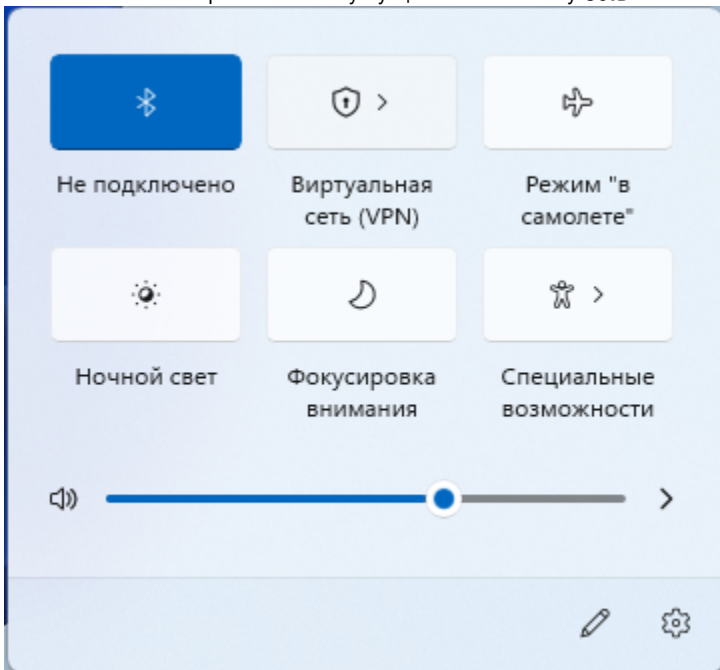 Не подключено
Виртуальная
сеть (VPN)
Режим "в
самолете"
Ночной свет
Фокусировка
внимания
Специальные
возможности